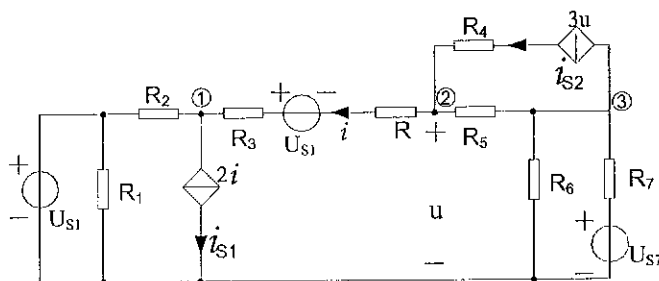 3u
R₄
i_S2
R₂ ① ② ③
+ −
R₃ U_S1 i R + R₅
+ − U_S1 R₁ 2i R₆ R₇
u
i_S1 − + − U_S7